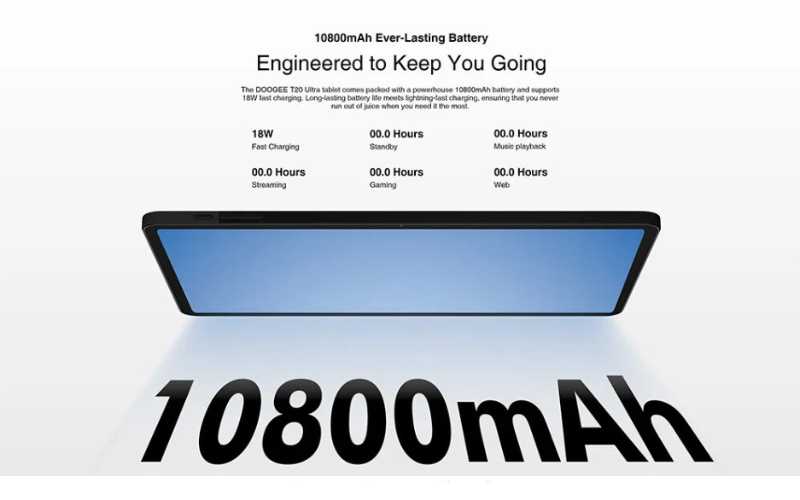 10800mAh Ever-Lasting Battery
Engineered to Keep You Going
The DOOGEE T20 Ultra tablet comes packed with a powerhouse 10800mAh battery and supports
18W fast charging. Long-lasting battery life meets lightning-fast charging, ensuring that you never
run out of juice when you need it the most.
18W
Fast Charging
00.0 Hours
Standby
00.0 Hours
Music playback
00.0 Hours
Streaming
00.0 Hours
Gaming
00.0 Hours
Web
10800mAh